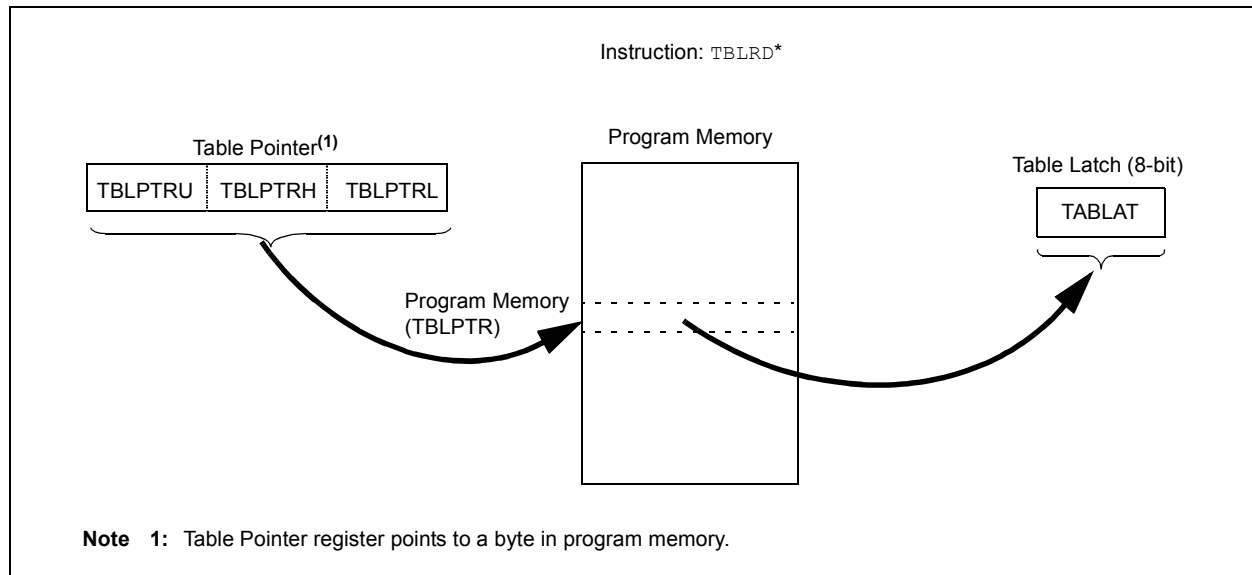 Instruction: TBLRD*
Table Pointer(1)
TBLPTRU TBLPTRH TBLPTRL
Program Memory
Table Latch (8-bit)
TABLAT
Program Memory
(TBLPTR)
Note 1: Table Pointer register points to a byte in program memory.